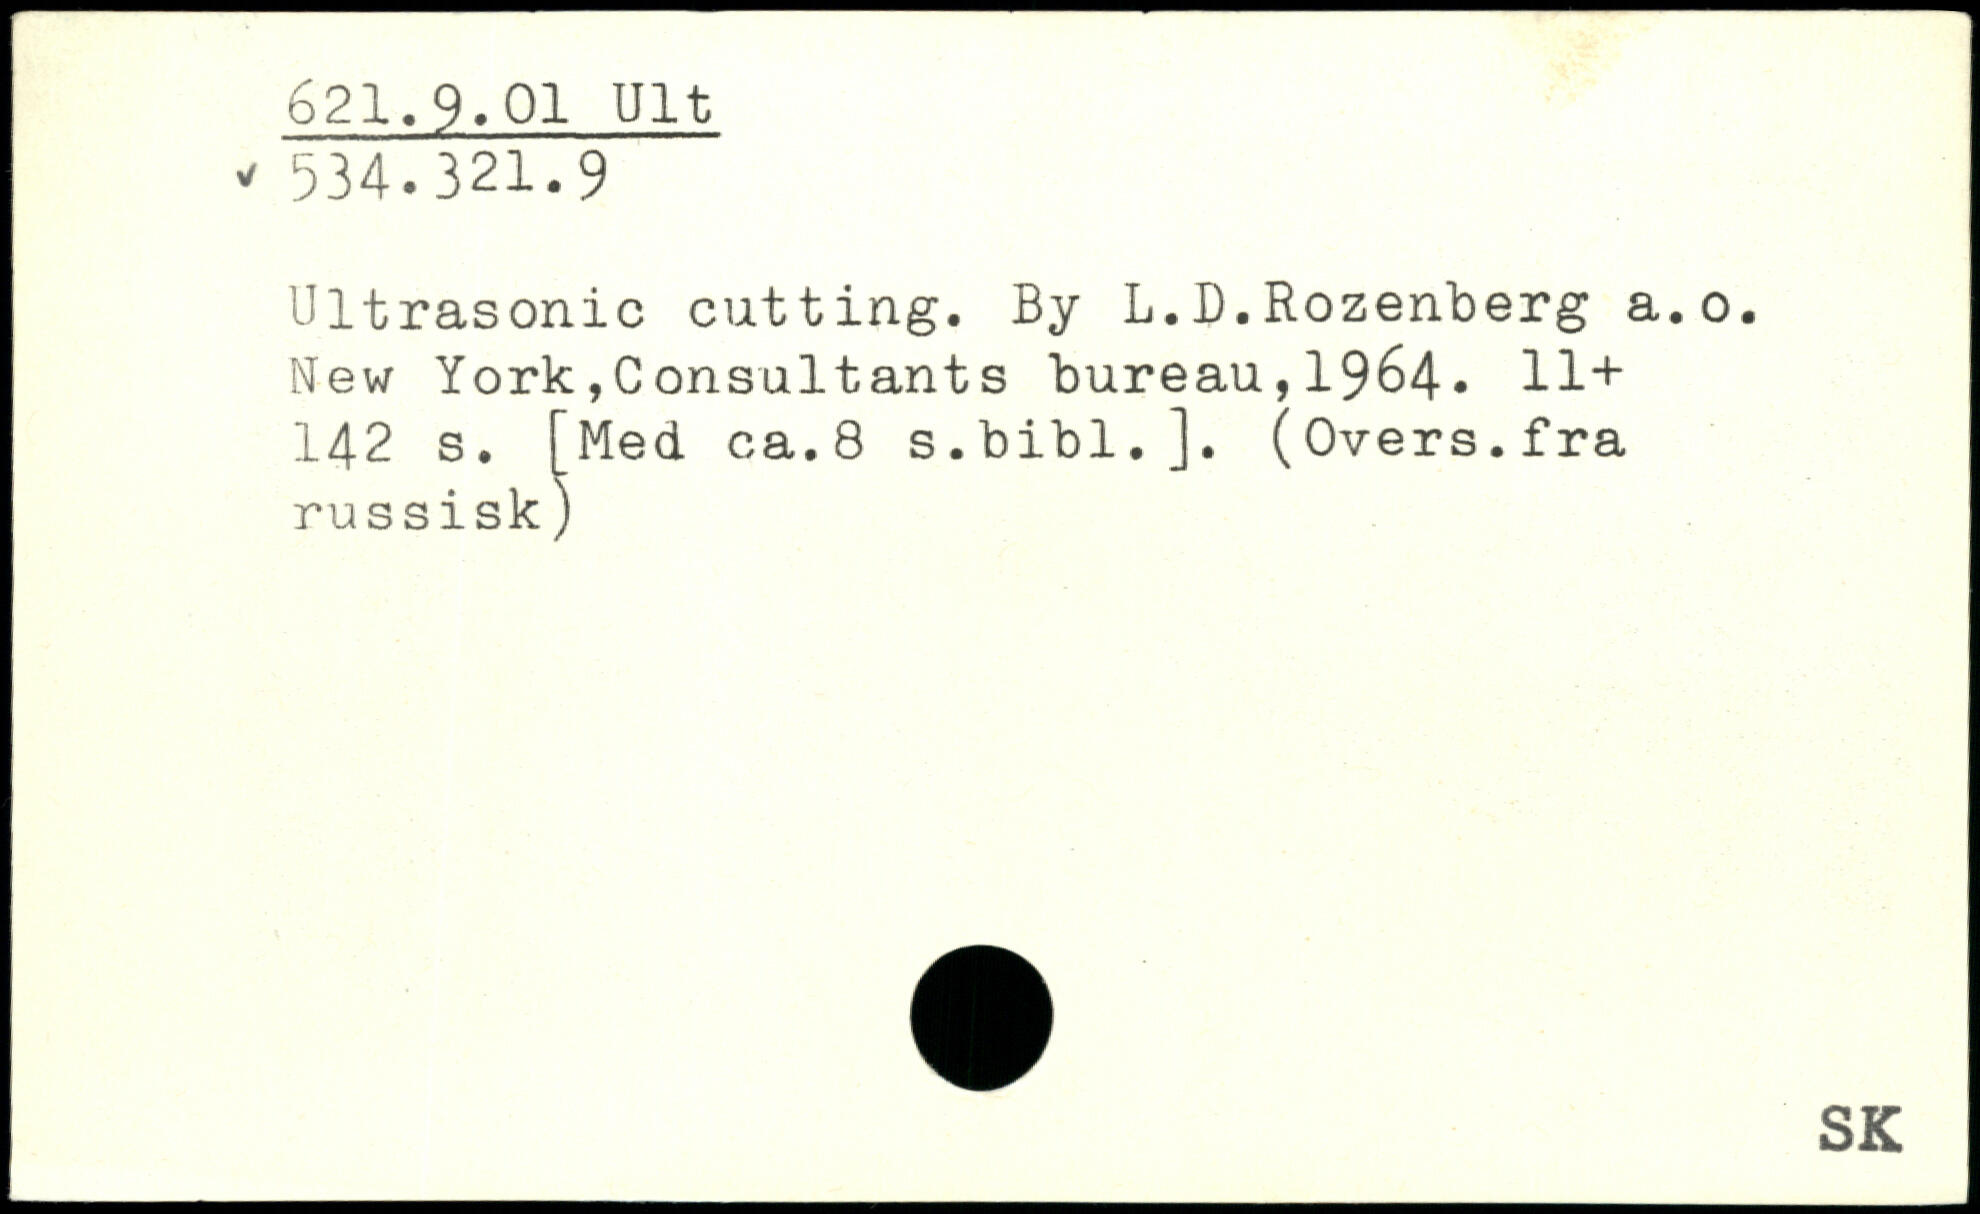 621.9.01 Ult
✓ 534.321.9
Ultrasonic cutting. By L.D.Rozenberg a.o.
New York,Consultants bureau,1964. 11+
142 s. [Med ca.8 s.bibl.]. (Overs.fra
russisk)
SK